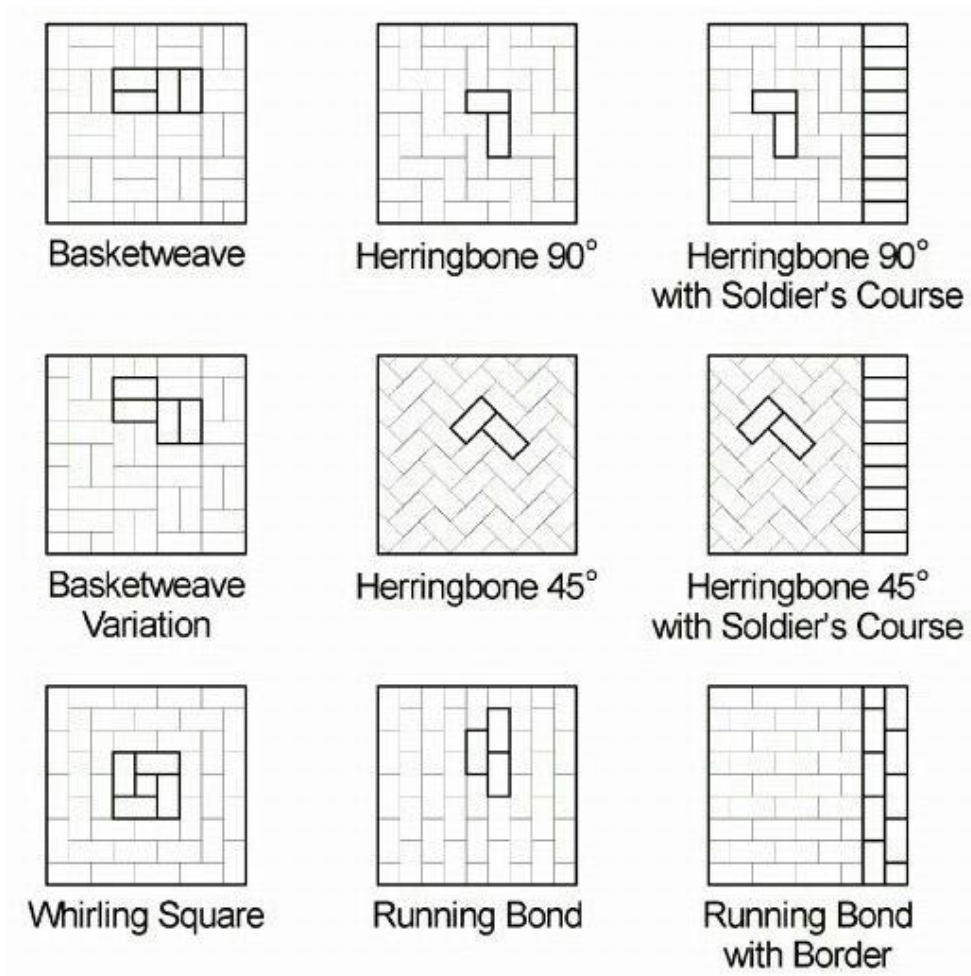 Basketweave
Herringbone 90°
Herringbone 90°
with Soldier's Course
Basketweave
Variation
Herringbone 45°
Herringbone 45°
with Soldier's Course
Whirling Square
Running Bond
Running Bond
with Border